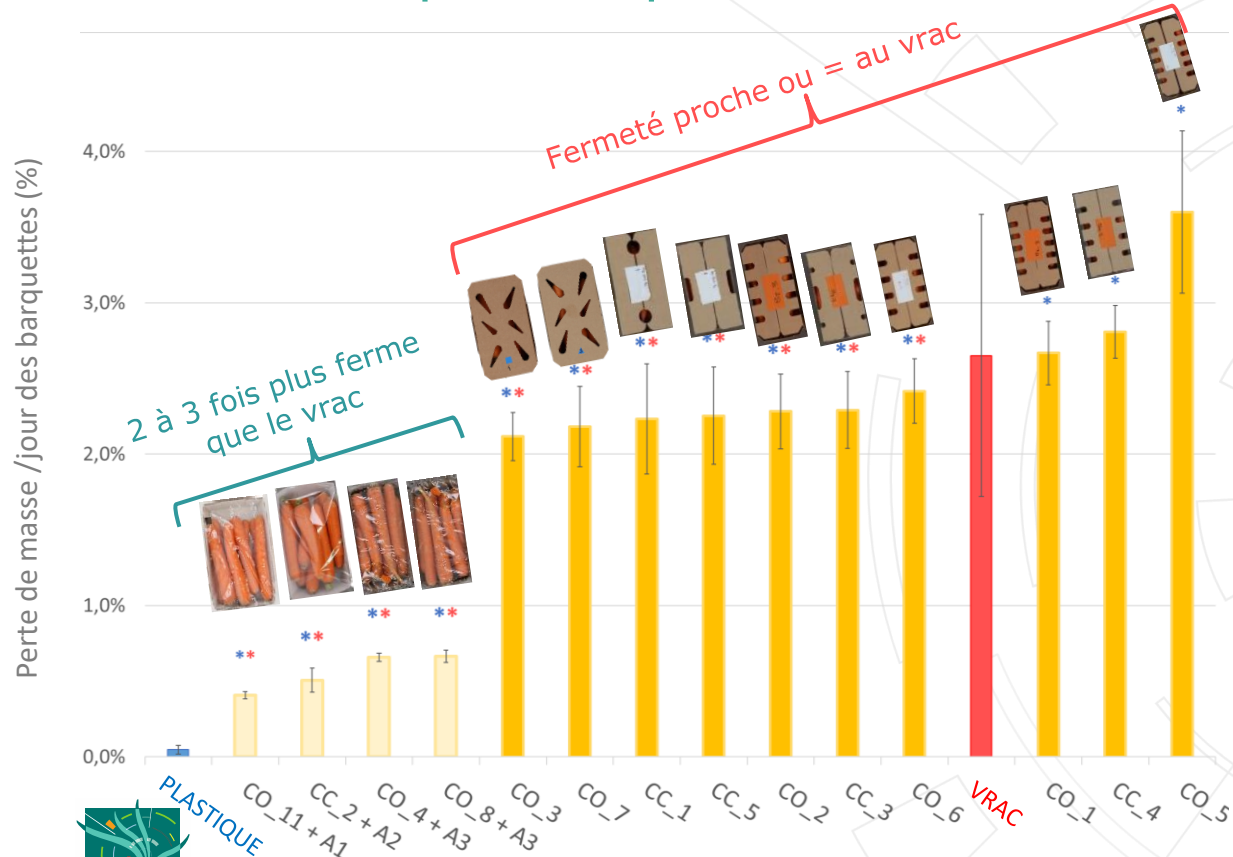 Fermeté proche ou = au vrac
2 à 3 fois plus ferme
que le vrac
Perte de masse /jour des barquettes (%)
4,0%
3,0%
2,0%
1,0%
0,0%
*
* *
**
**
**
**
**
**
**
**
**
**
**
**
PLASTIQUE
CO_11 + A1
CC_2 + A2
CO_4 + A3
CO_8 + A3
CO_3
CO_7
CC_1
CC_5
CO_2
CC_3
CO_6
VRAC
CO_1
CC_4
CO_5